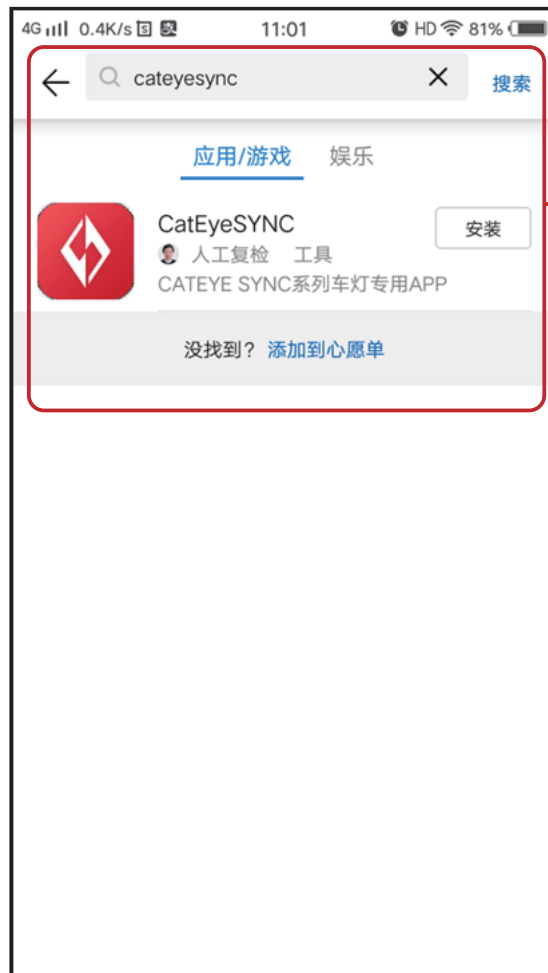 4G 0.4K/s 11:01 HD 81%
cateyesync 搜索
应用/游戏 娱乐
CatEyeSYNC 安装
人工复检 工具
CATEYE SYNC系列车灯专用APP
没找到？ 添加到心愿单